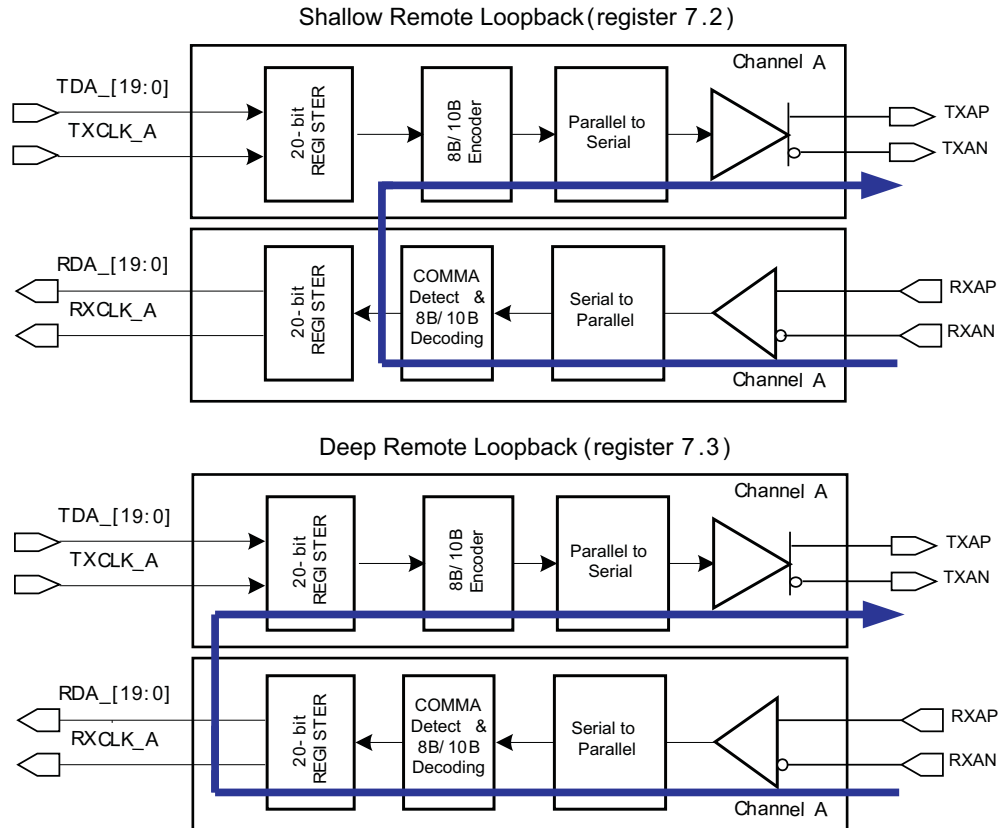 Shallow Remote Loopback (register 7.2)
Channel A
TDA_[19:0]
TXCLK_A
20-bit
REGISTER
8B/10B
Encoder
Parallel to
Serial
TXAP
TXAN
RDA_[19:0]
RXCLK_A
20-bit
REGISTER
COMMA
Detect &
8B/10B
Decoding
Serial to
Parallel
RXAP
RXAN
Channel A
Deep Remote Loopback (register 7.3)
Channel A
TDA_[19:0]
TXCLK_A
20-bit
REGISTER
8B/10B
Encoder
Parallel to
Serial
TXAP
TXAN
RDA_[19:0]
RXCLK_A
20-bit
REGISTER
COMMA
Detect &
8B/10B
Decoding
Serial to
Parallel
RXAP
RXAN
Channel A